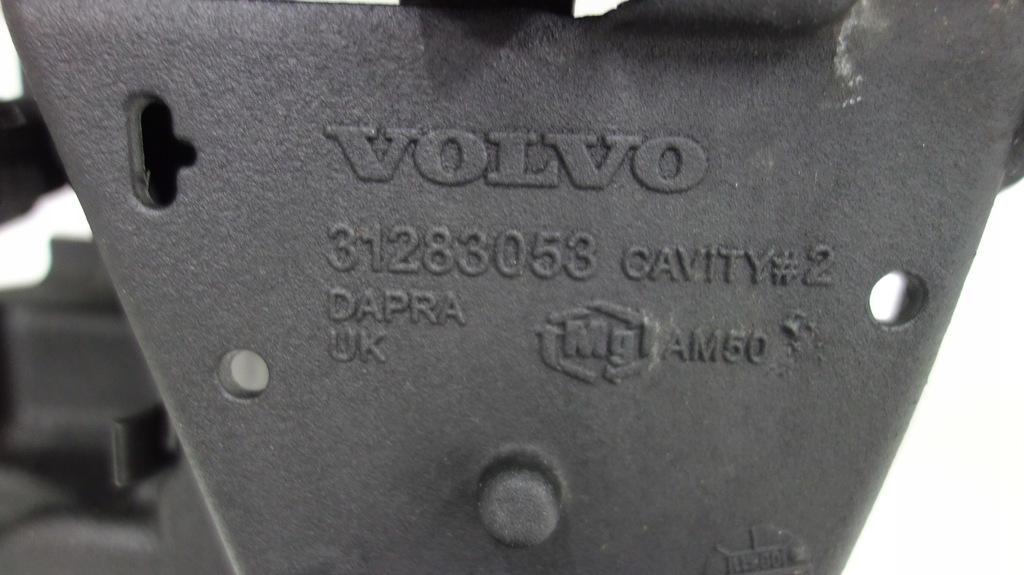 VOLVO
31283053 CAVITY#2
DAPRA
UK
Mg AM50